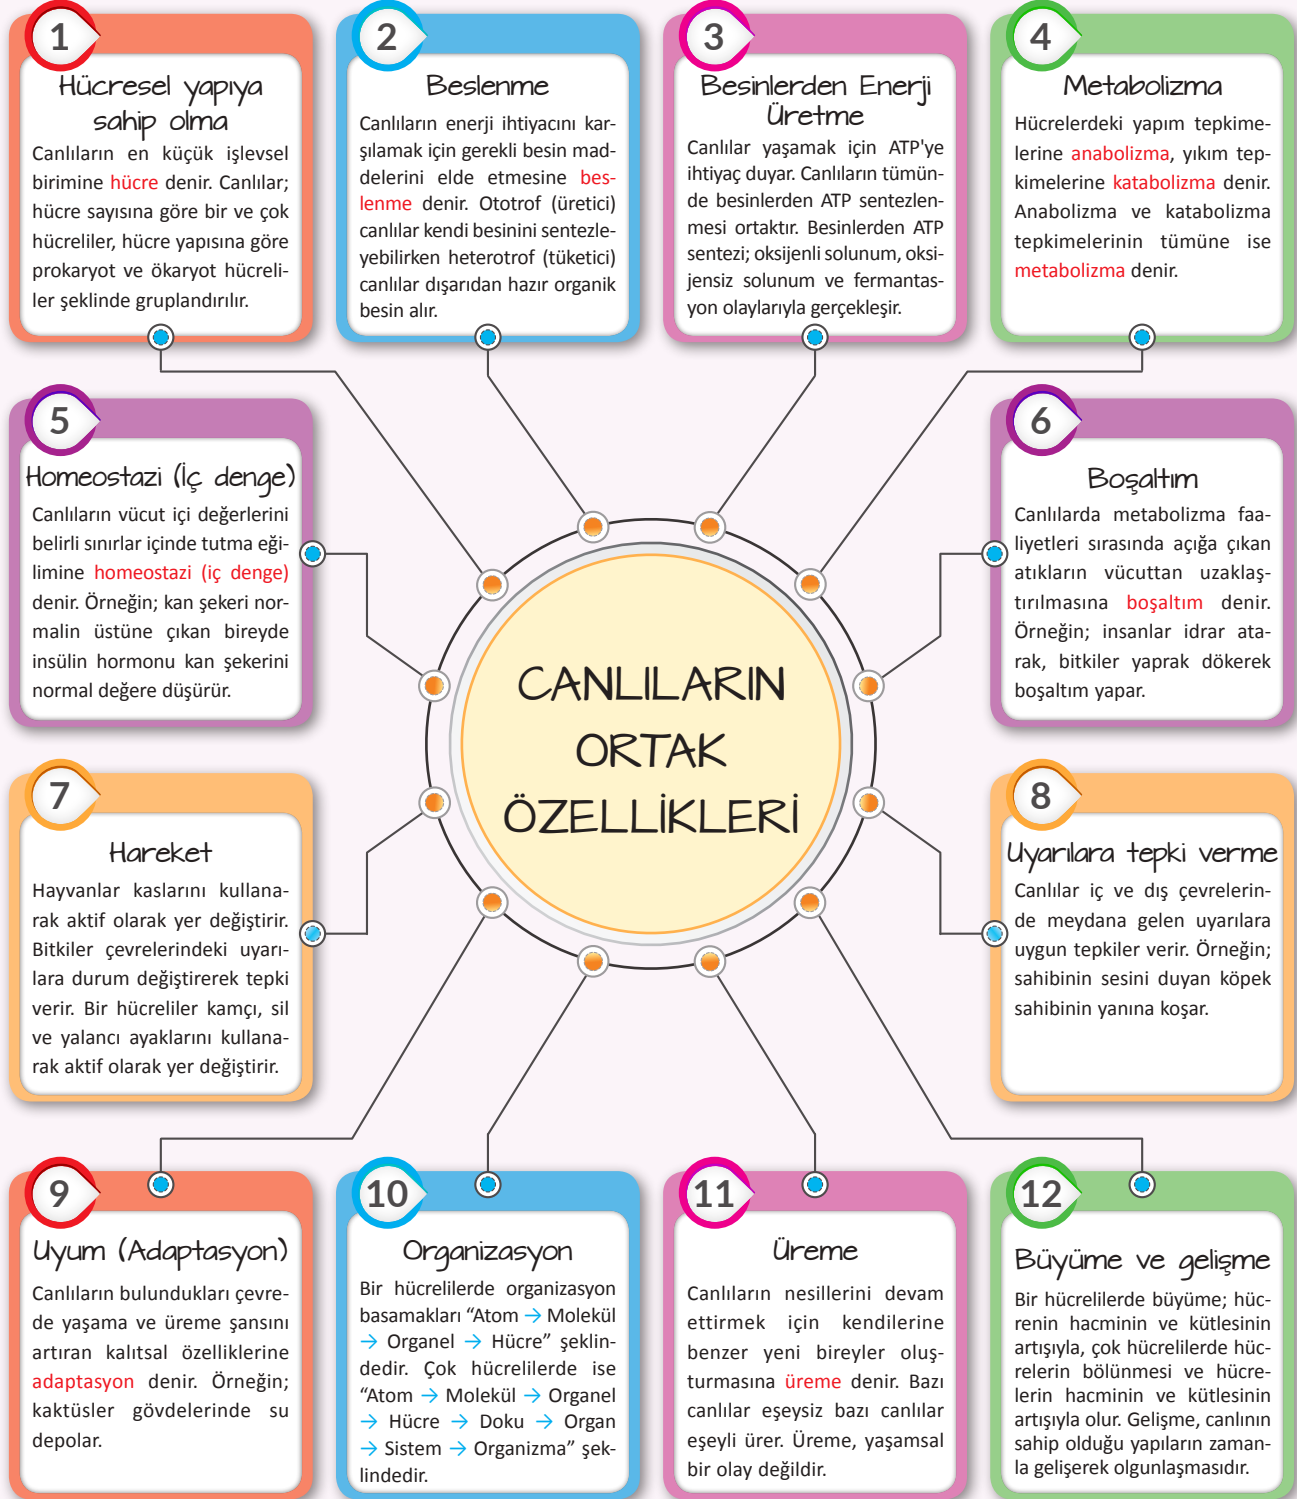 1
Hücresel yapıya
sahip olma
Canlıların en küçük işlevsel
birimine hücre denir. Canlılar;
hücre sayısına göre bir ve çok
hücreliler, hücre yapısına göre
prokaryot ve ökaryot hücreli-
ler şeklinde gruplandırılır.
2
Beslenme
Canlıların enerji ihtiyacını kar-
şılamak için gerekli besin mad-
delerini elde etmesine bes-
lenme denir. Ototrof (üretici)
canlılar kendi besinini sentezle-
yebilirken heterotrof (tüketici)
canlılar dışarıdan hazır organik
besin alır.
3
Besinlerden Enerji
Üretme
Canlılar yaşamak için ATP'ye
ihtiyaç duyar. Canlıların tümün-
de besinlerden ATP sentezlen-
mesi ortaktır. Besinlerden ATP
sentezi; oksijenli solunum, oksi-
jensiz solunum ve fermantas-
yon olaylarıyla gerçekleşir.
4
Metabolizma
Hücrelerdeki yapım tepkime-
lerine anabolizma, yıkım tep-
kimelerine katabolizma denir.
Anabolizma ve katabolizma
tepkimelerinin tümüne ise
metabolizma denir.
5
Homeostazi (İç denge)
Canlıların vücut içi değerlerini
belirli sınırlar içinde tutma eği-
limine homeostazi (iç denge)
denir. Örneğin; kan şekeri nor-
malin üstüne çıkan bireyde
insülin hormonu kan şekerini
normal değere düşürür.
6
Boşaltım
Canlılarda metabolizma faa-
liyetleri sırasında açığa çıkan
atıkların vücuttan uzaklaş-
tırılmasına boşaltım denir.
Örneğin; insanlar idrar ata-
rak, bitkiler yaprak dökerek
boşaltım yapar.
CANLILARIN
ORTAK
ÖZELLİKLERİ
7
Hareket
Hayvanlar kaslarını kullana-
rak aktif olarak yer değiştirir.
Bitkiler çevrelerindeki uyarı-
lara durum değiştirerek tepki
verir. Bir hücreliler kamçı, sil
ve yalancı ayaklarını kullana-
rak aktif olarak yer değiştirir.
8
Uyarılara tepki verme
Canlılar iç ve dış çevrelerin-
de meydana gelen uyarılara
uygun tepkiler verir. Örneğin;
sahibinin sesini duyan köpek
sahibinin yanına koşar.
9
Uyum (Adaptasyon)
Canlıların bulundukları çevre-
de yaşama ve üreme şansını
artıran kalıtsal özelliklerine
adaptasyon denir. Örneğin;
kaktüsler gövdelerinde su
depolar.
10
Organizasyon
Bir hücrelilerde organizasyon
basamakları “Atom → Molekül
→ Organel → Hücre” şeklin-
dedir. Çok hücrelilerde ise
“Atom → Molekül → Organel
→ Hücre → Doku → Organ
→ Sistem → Organizma” şek-
lindedir.
11
Üreme
Canlıların nesillerini devam
ettirmek için kendilerine
benzer yeni bireyler oluş-
turmasına üreme denir. Bazı
canlılar eşeysiz bazı canlılar
eşeyli ürer. Üreme, yaşamsal
bir olay değildir.
12
Büyüme ve gelişme
Bir hücrelilerde büyüme; hüc-
renin hacminin ve kütlesinin
artışıyla, çok hücrelilerde hüc-
relerin bölünmesi ve hücre-
lerin hacminin ve kütlesinin
artışıyla olur. Gelişme, canlının
sahip olduğu yapıların zaman-
la gelişerek olgunlaşmasıdır.